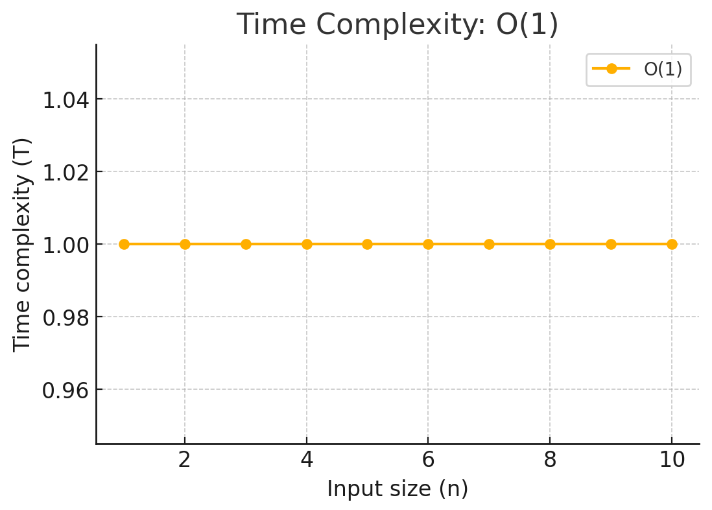 Time Complexity: O(1)
O(1)
Time complexity (T)
1.04
1.02
1.00
0.98
0.96
2 4 6 8 10
Input size (n)